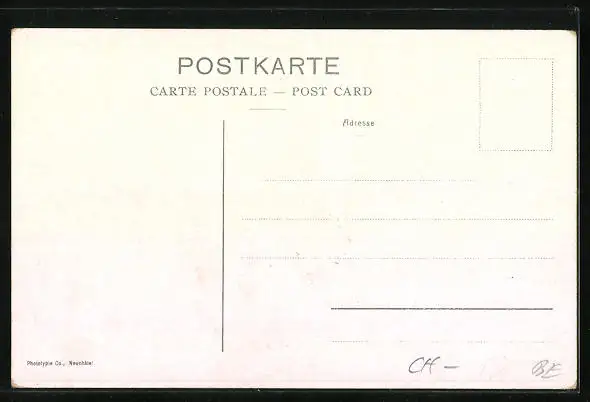 POSTKARTE
CARTE POSTALE — POST CARD
Adresse
Phototypie Co., Neuchâtel
CH — BE